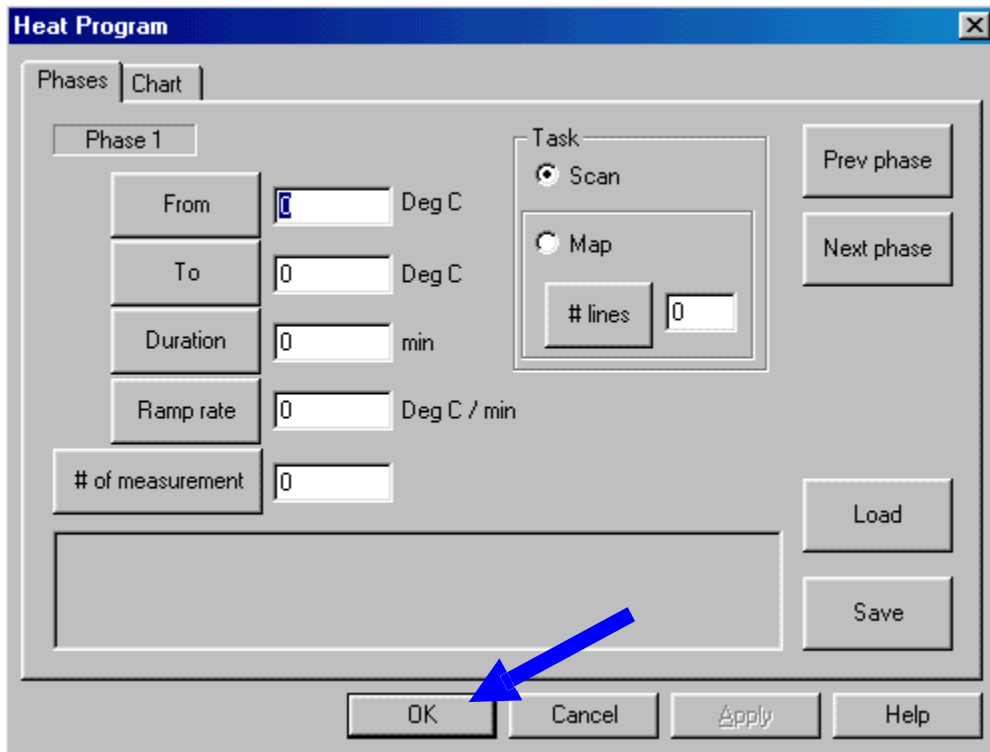 Heat Program
Phases
Chart
Phase 1
From
0
Deg C
To
0
Deg C
Duration
0
min
Ramp rate
0
Deg C / min
# of measurement
0
Task
Scan
Map
# lines
0
Prev phase
Next phase
Load
Save
OK
Cancel
Apply
Help